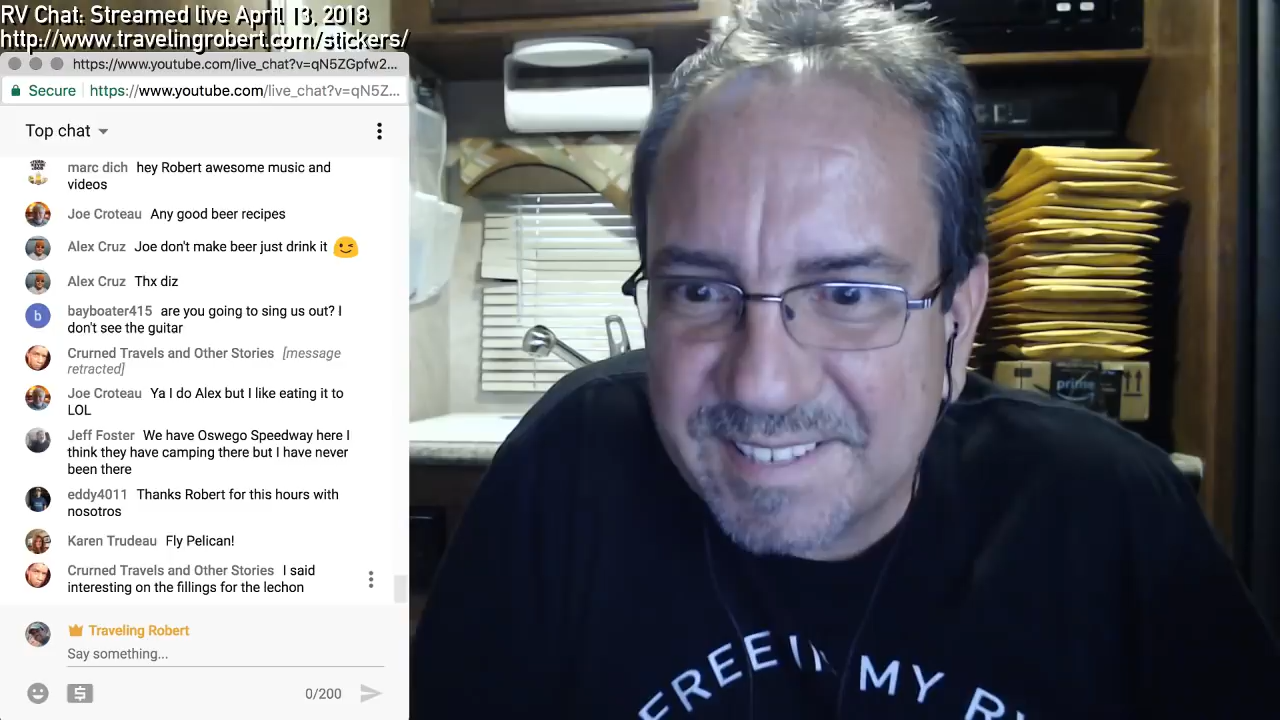 RV Chat: Streamed live April 13, 2018
http://www.travelingrobert.com/stickers/
https://www.youtube.com/live_chat?v=qN5ZGpfw2...
Secure https://www.youtube.com/live_chat?v=qN5Z...
Top chat
marc dich hey Robert awesome music and
videos
Joe Croteau Any good beer recipes
Alex Cruz Joe don't make beer just drink it 😉
Alex Cruz Thx diz
b bayboater415 are you going to sing us out? I
don't see the guitar
Crurned Travels and Other Stories [message
retracted]
Joe Croteau Ya I do Alex but I like eating it to
LOL
Jeff Foster We have Oswego Speedway here I
think they have camping there but I have never
been there
eddy4011 Thanks Robert for this hours with
nosotros
Karen Trudeau Fly Pelican!
Crurned Travels and Other Stories I said
interesting on the fillings for the lechon
Traveling Robert
Say something...
$ 0/200
prime
FREE IN MY RV